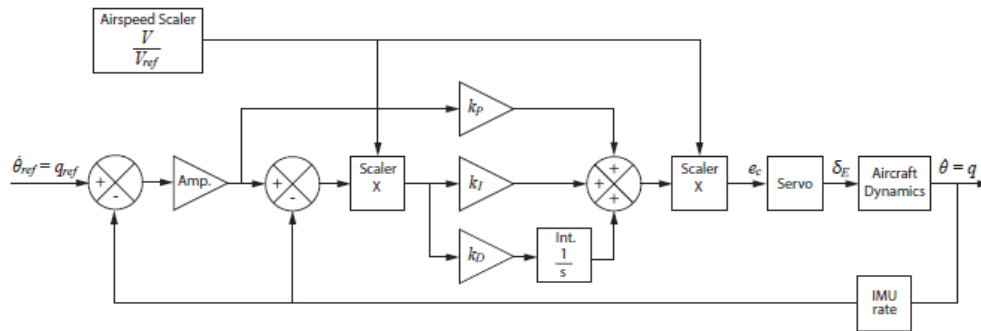 Airspeed Scaler
V
V_ref
k_P
θ̇_ref = q_ref
+
-
Amp.
+
-
Scaler
X
k_I
+
+
+
+
Scaler
X
e_c
Servo
δ_E
Aircraft
Dynamics
θ̇ = q
k_D
Int.
1
s
IMU
rate